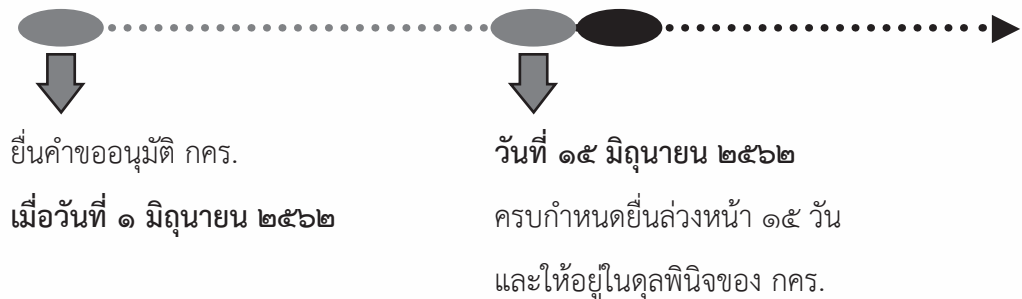 ยื่นคำขออนุมัติ กคร.
เมื่อวันที่ ๑ มิถุนายน ๒๕๖๒
วันที่ ๑๕ มิถุนายน ๒๕๖๒
ครบกำหนดยื่นล่วงหน้า ๑๕ วัน
และให้อยู่ในดุลพินิจของ กคร.